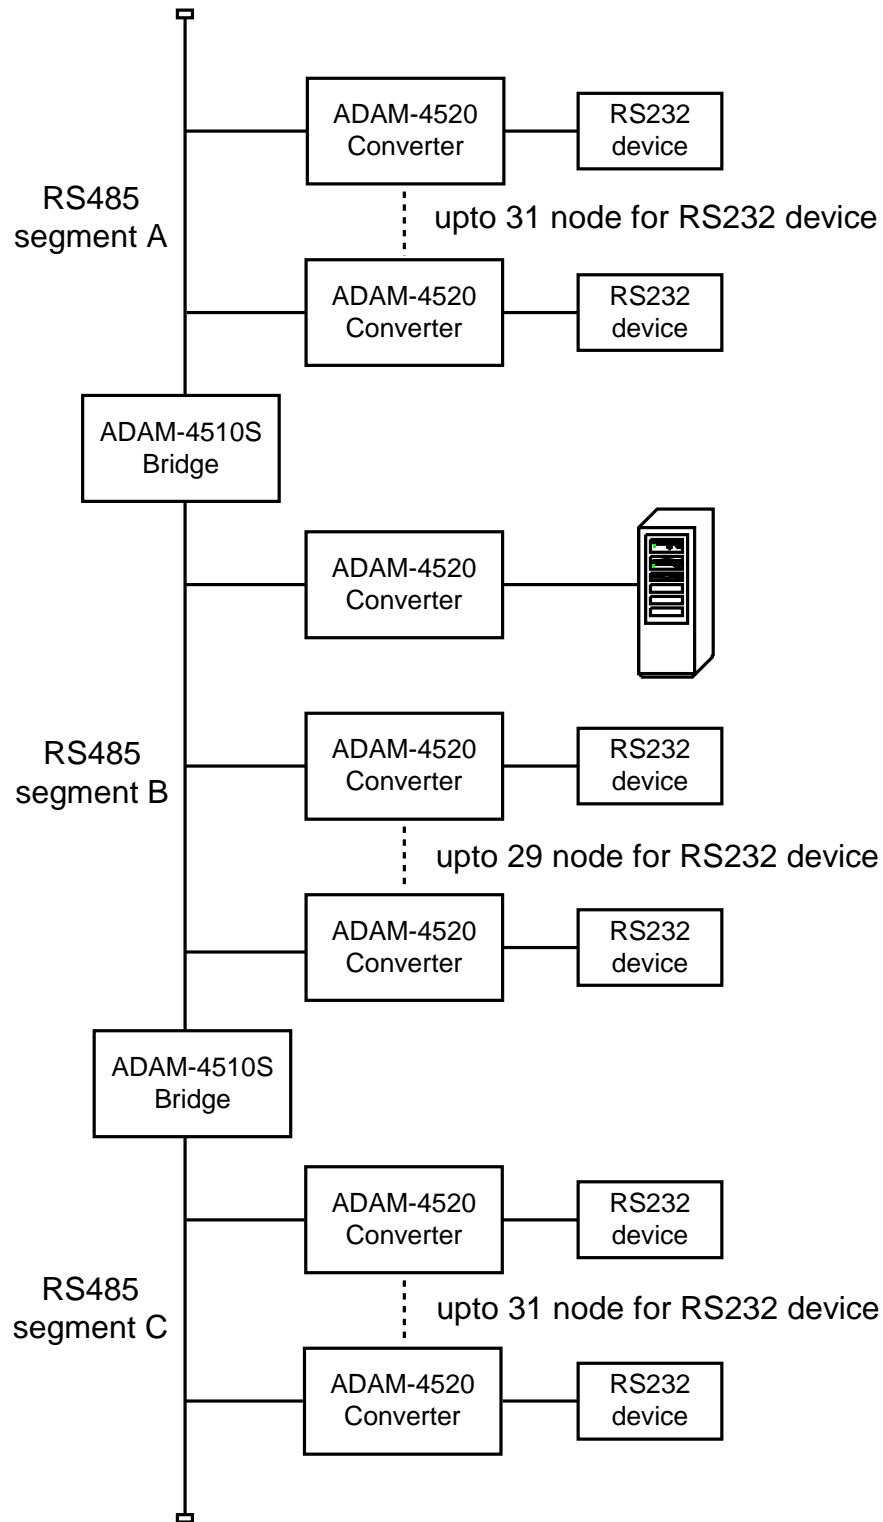 ADAM-4520
Converter
RS232
device
RS485
segment A
upto 31 node for RS232 device
ADAM-4520
Converter
RS232
device
ADAM-4510S
Bridge
ADAM-4520
Converter
ADAM-4520
Converter
RS232
device
RS485
segment B
upto 29 node for RS232 device
ADAM-4520
Converter
RS232
device
ADAM-4510S
Bridge
ADAM-4520
Converter
RS232
device
RS485
segment C
upto 31 node for RS232 device
ADAM-4520
Converter
RS232
device